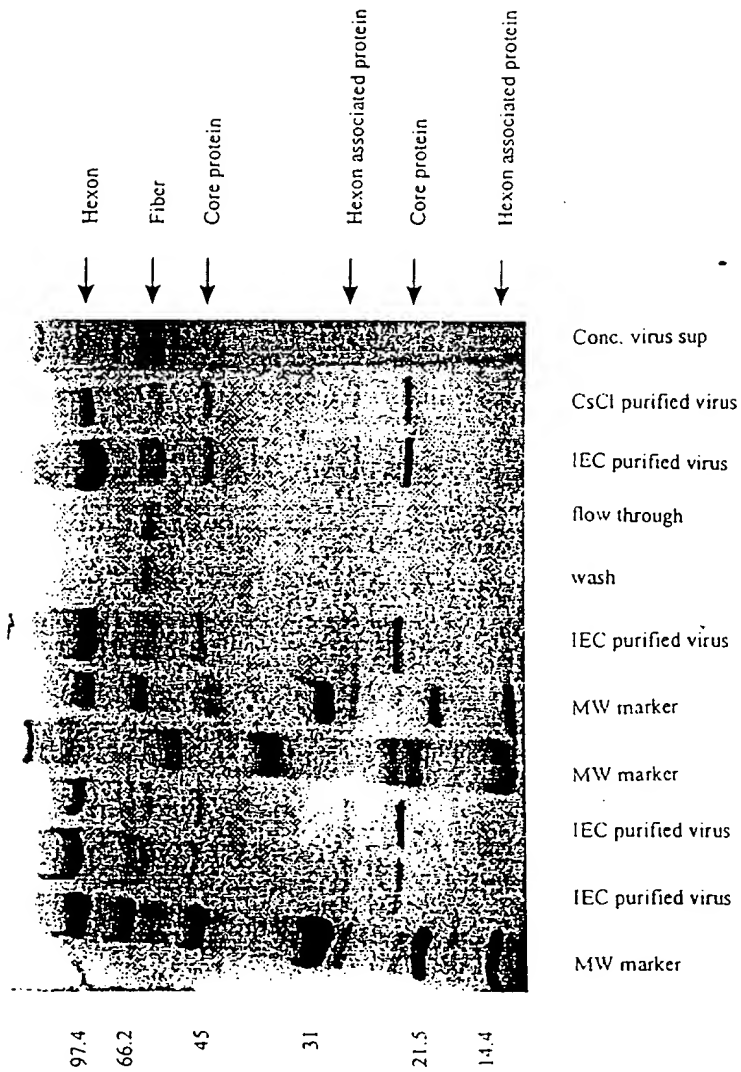 Hexon
Fiber
Core protein
Hexon associated protein
Core protein
Hexon associated protein
Conc. virus sup
CsCl purified virus
IEC purified virus
flow through
wash
IEC purified virus
MW marker
MW marker
IEC purified virus
IEC purified virus
MW marker
97.4
66.2
45
31
21.5
14.4